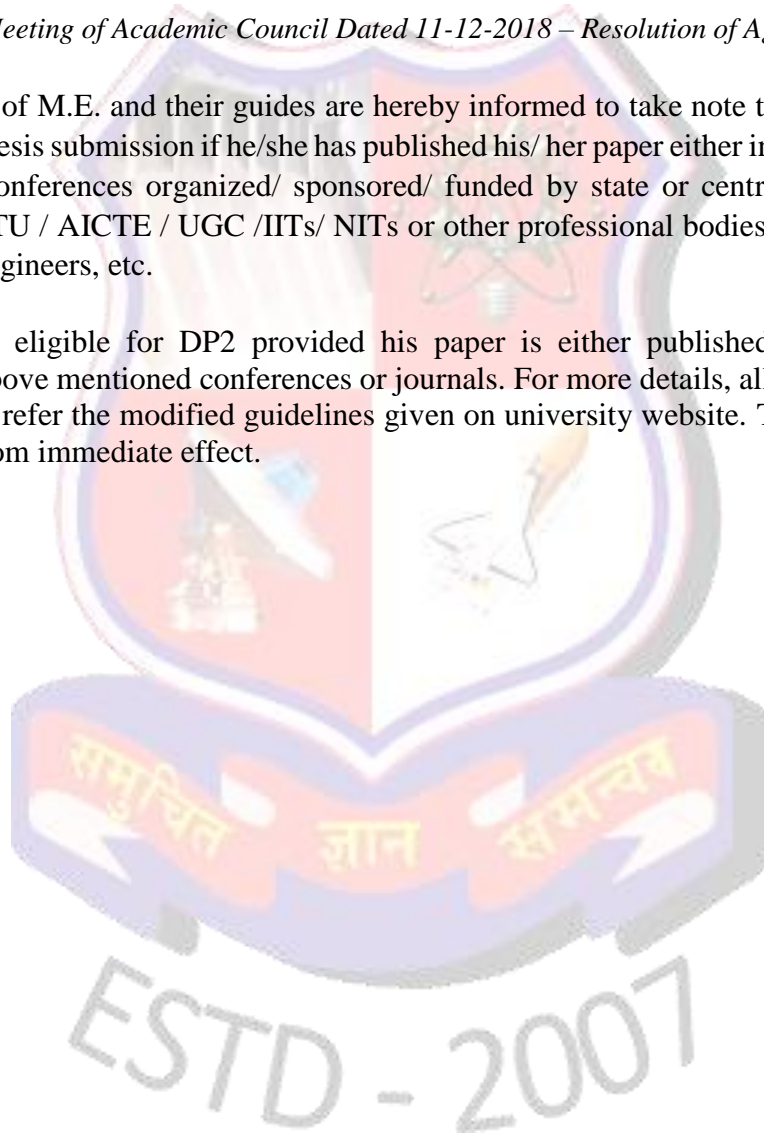 Meeting of Academic Council Dated 11-12-2018 – Resolution of Ag
of M.E. and their guides are hereby informed to take note t
esis submission if he/she has published his/ her paper either in
onferences organized/ sponsored/ funded by state or centr
TU / AICTE / UGC /IITs/ NITs or other professional bodies
gineers, etc.
eligible for DP2 provided his paper is either published
bove mentioned conferences or journals. For more details, all
refer the modified guidelines given on university website. T
om immediate effect.
समुचित ज्ञान समन्वय
ESTD - 2007